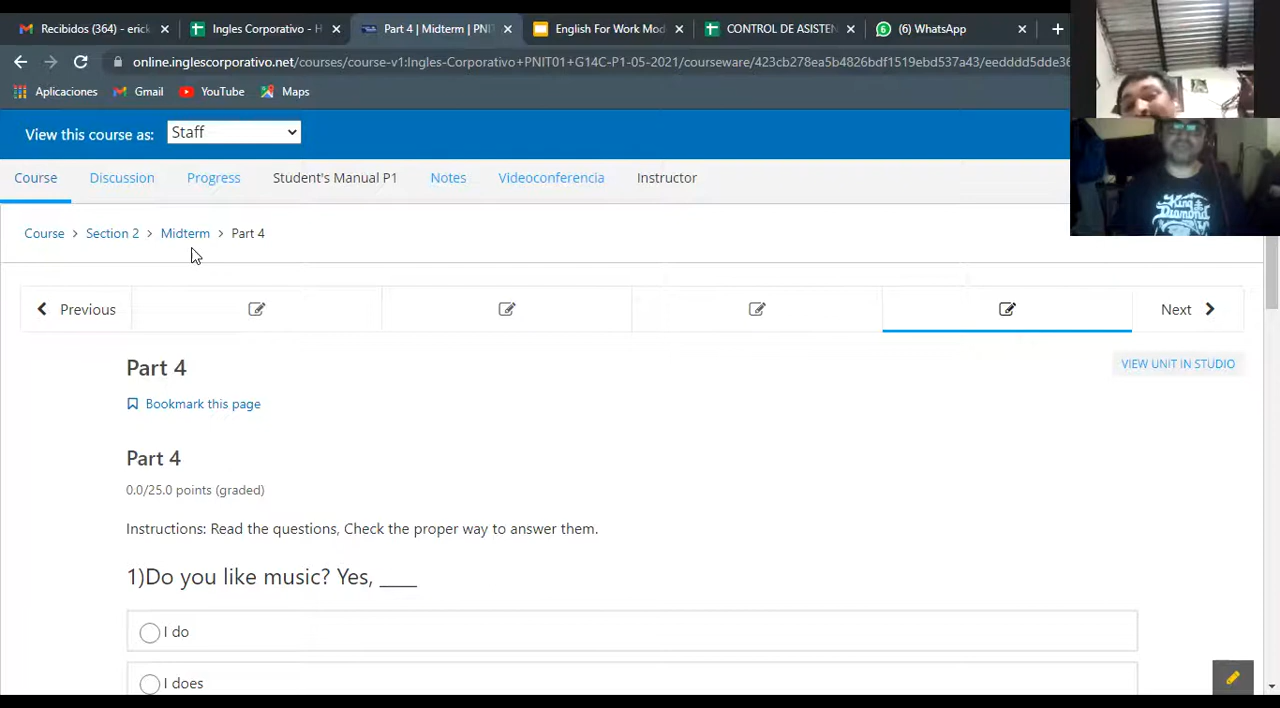 Recibidos (364) - erick
Ingles Corporativo - H
Part 4 | Midterm | PNI
English For Work Mod
CONTROL DE ASISTEN
(6) WhatsApp
online.inglescorporativo.net/courses/course-v1:Ingles-Corporativo+PNIT01+G14C-P1-05-2021/courseware/423cb278ea5b4826bdf1519ebd537a43/eedddd5dde36
Aplicaciones
Gmail
YouTube
Maps
View this course as:
Staff
Course
Discussion
Progress
Student's Manual P1
Notes
Videoconferencia
Instructor
Course > Section 2 > Midterm > Part 4
Previous
Next
Part 4
VIEW UNIT IN STUDIO
Bookmark this page
Part 4
0.0/25.0 points (graded)
Instructions: Read the questions, Check the proper way to answer them.
1)Do you like music? Yes, ____
I do
I does
King
Diamond